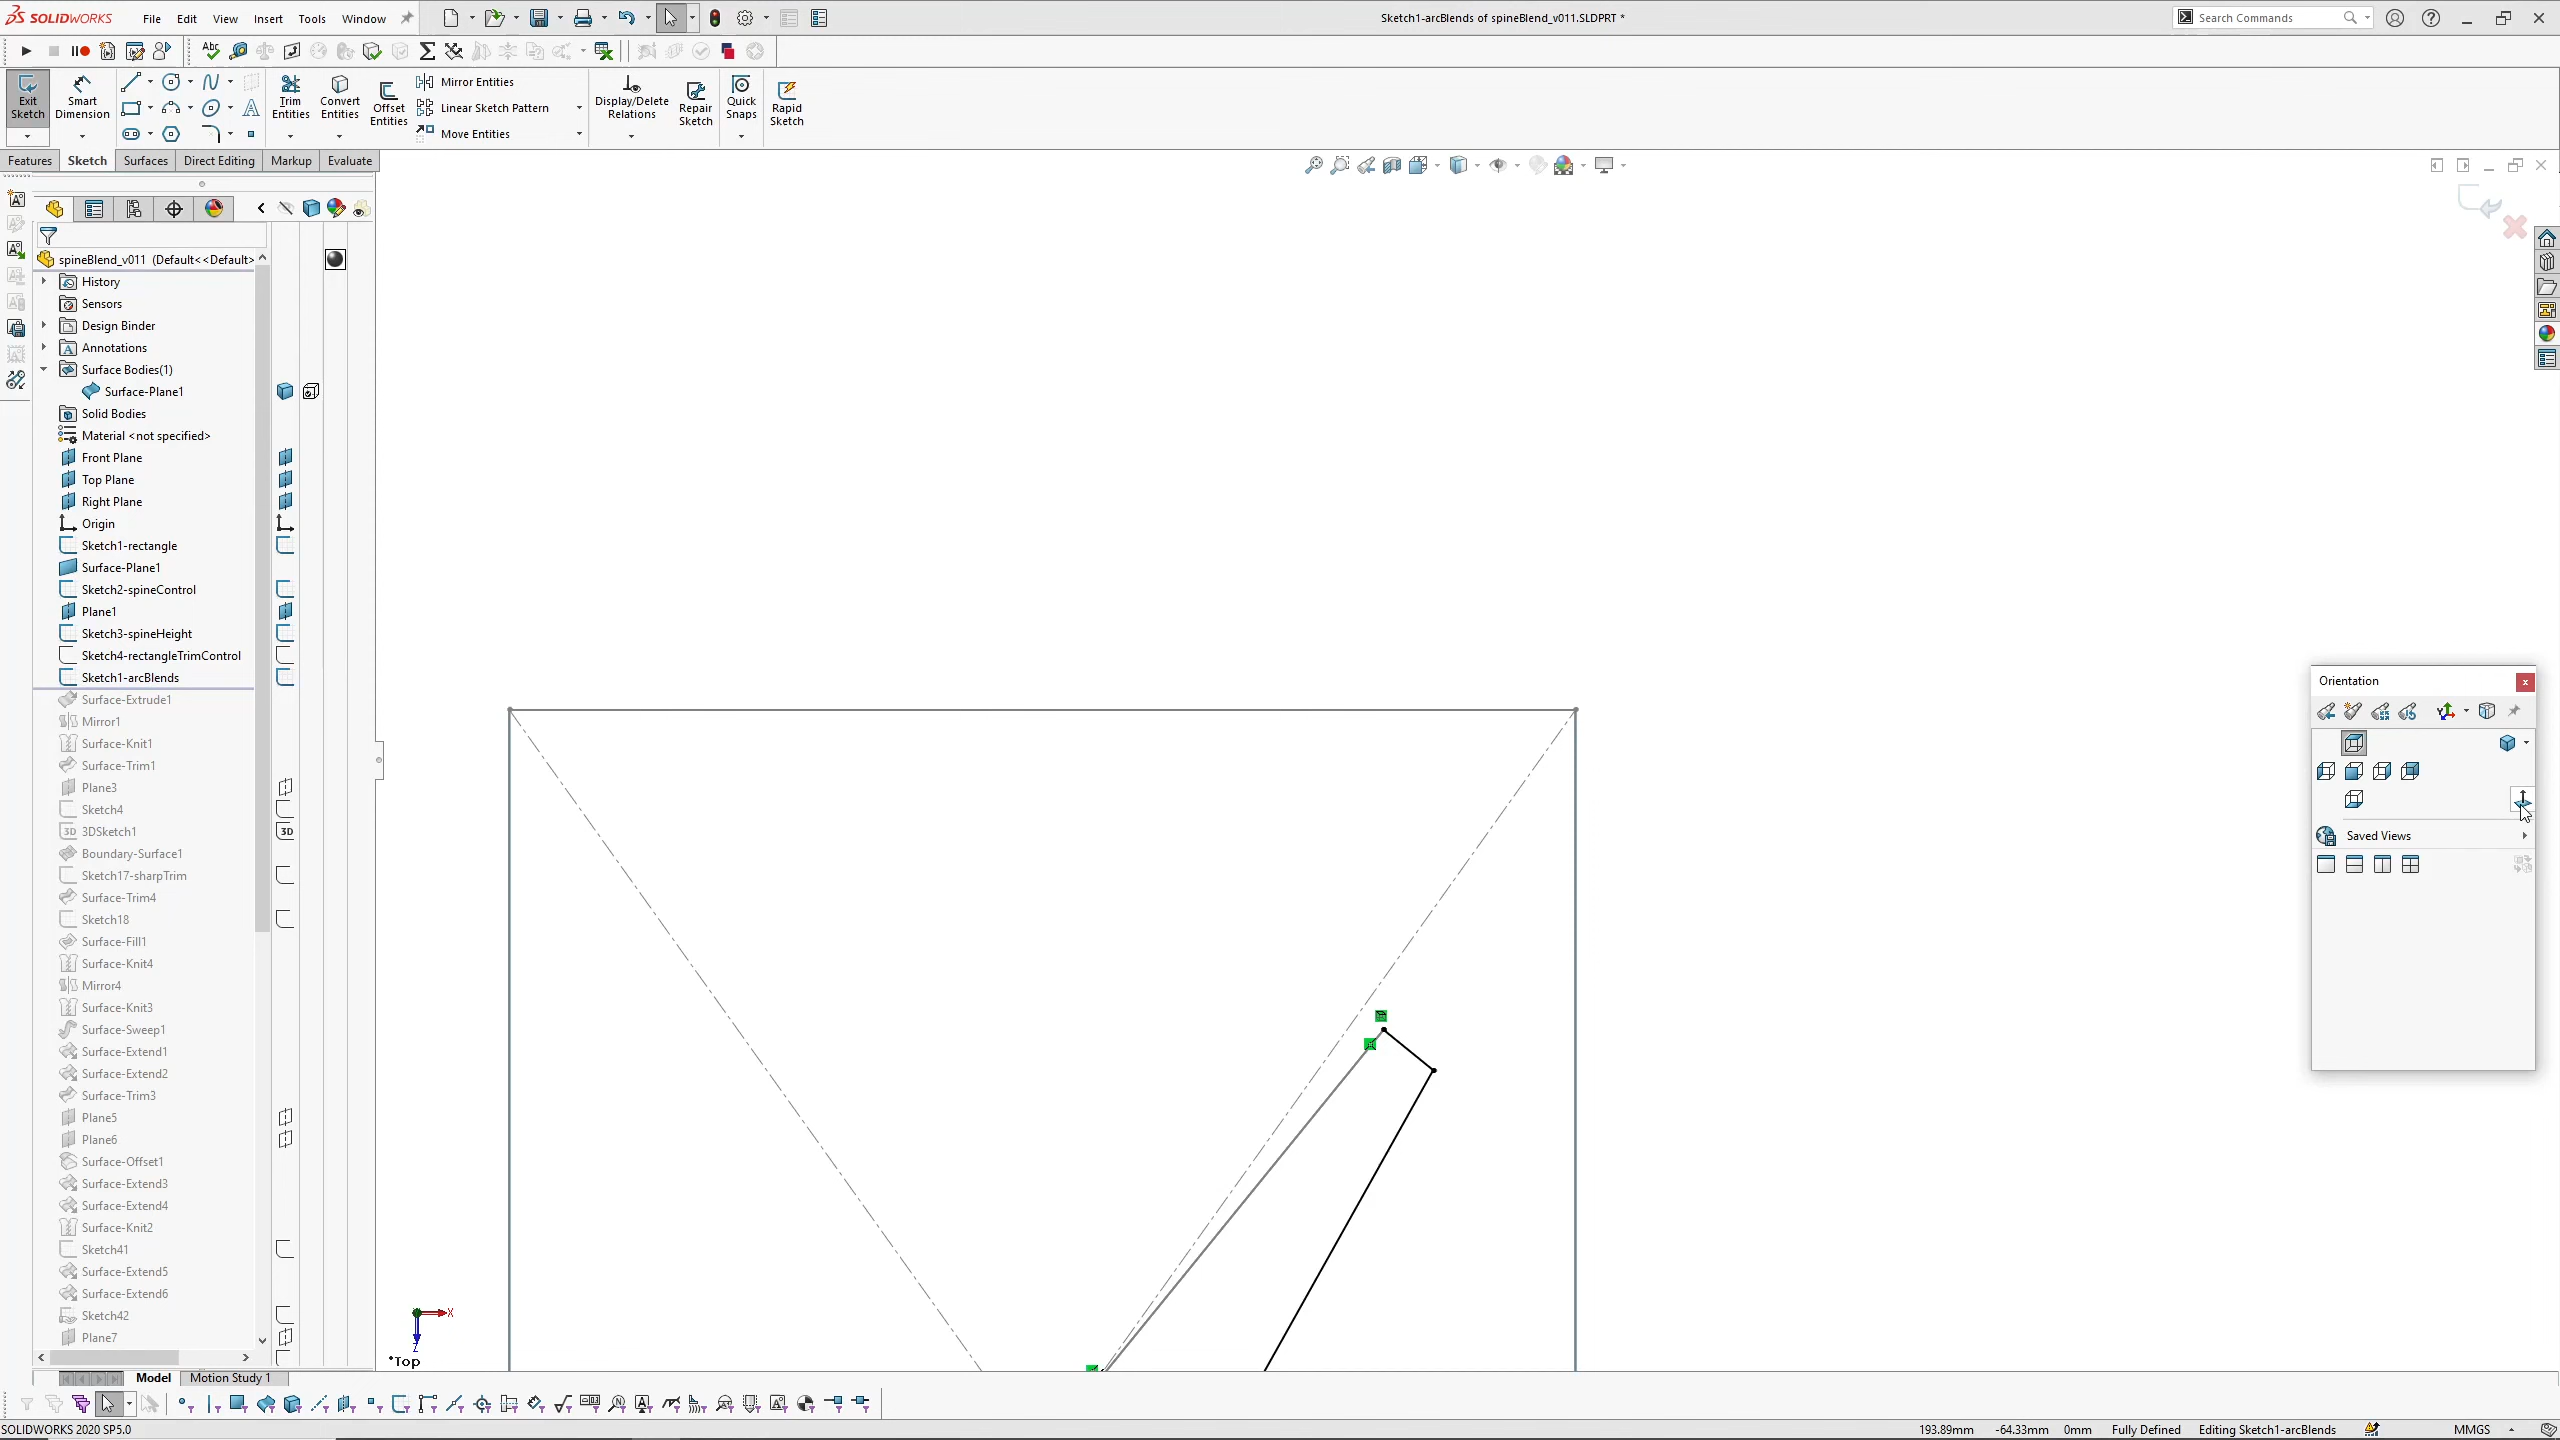 SOLIDWORKS File Edit View Insert Tools Window Sketch1-arcBlends of spineBlend_v011.SLDPRT * Search Commands
Abc
Exit Sketch
Smart Dimension
Trim Entities
Convert Entities
Offset Entities
Mirror Entities
Linear Sketch Pattern
Move Entities
Display/Delete Relations
Repair Sketch
Quick Snaps
Rapid Sketch
Features Sketch Surfaces Direct Editing Markup Evaluate
spineBlend_v011 (Default<<Default>
History
Sensors
Design Binder
Annotations
Surface Bodies(1)
Surface-Plane1
Solid Bodies
Material <not specified>
Front Plane
Top Plane
Right Plane
Origin
Sketch1-rectangle
Surface-Plane1
Sketch2-spineControl
Plane1
Sketch3-spineHeight
Sketch4-rectangleTrimControl
Sketch1-arcBlends
Surface-Extrude1
Mirror1
Surface-Knit1
Surface-Trim1
Plane3
Sketch4
3D 3DSketch1 3D
Boundary-Surface1
Sketch17-sharpTrim
Surface-Trim4
Sketch18
Surface-Fill1
Surface-Knit4
Mirror4
Surface-Knit3
Surface-Sweep1
Surface-Extend1
Surface-Extend2
Surface-Trim3
Plane5
Plane6
Surface-Offset1
Surface-Extend3
Surface-Extend4
Surface-Knit2
Sketch41
Surface-Extend5
Surface-Extend6
Sketch42
Plane7
Orientation
Saved Views
X
Z
*Top
Model Motion Study 1
SOLIDWORKS 2020 SP5.0 193.89mm -64.33mm 0mm Fully Defined Editing Sketch1-arcBlends MMGS